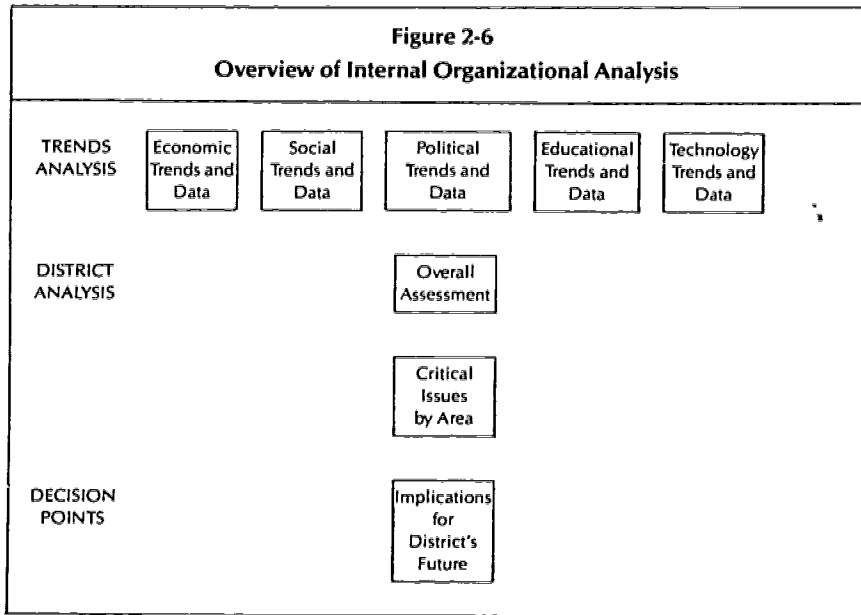 Figure 2-6
Overview of Internal Organizational Analysis
TRENDS
ANALYSIS
Economic
Trends and
Data
Social
Trends and
Data
Political
Trends and
Data
Educational
Trends and
Data
Technology
Trends and
Data
DISTRICT
ANALYSIS
Overall
Assessment
Critical
Issues
by Area
DECISION
POINTS
Implications
for
District's
Future